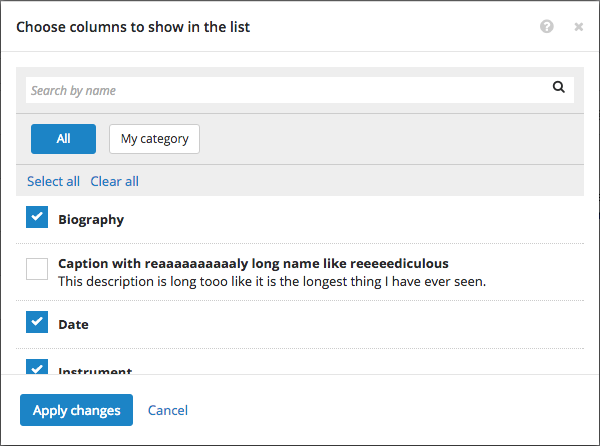 Choose columns to show in the list
Search by name
All
My category
Select all Clear all
Biography
Caption with reaaaaaaaaaaly long name like reeeeediculous
This description is long tooo like it is the longest thing I have ever seen.
Date
Instrument
Apply changes Cancel